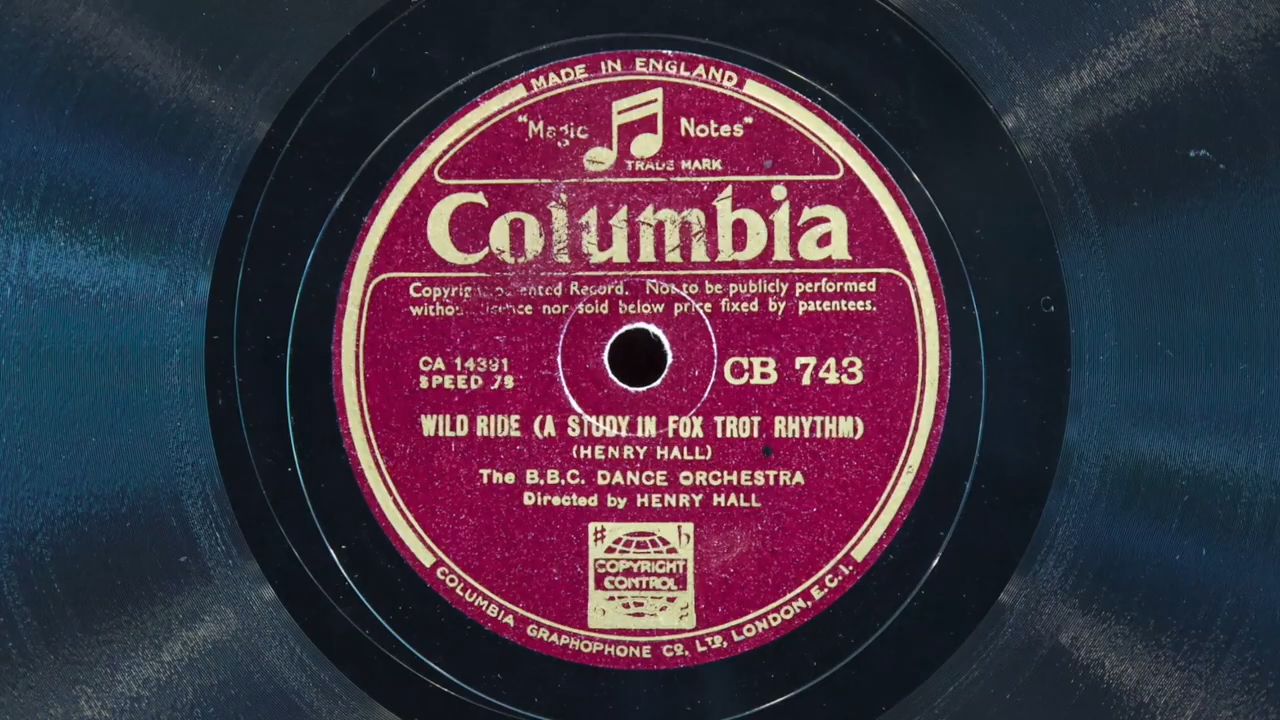 MADE IN ENGLAND
"Magic Notes"
TRADE MARK
Columbia
Record. Not to be publicly performed
nor sold below price fixed by patentees.
CA 14391
SPEED 78
CB 743
WILD RIDE (A STUDY IN FOX TROT RHYTHM)
(HENRY HALL)
The B.B.C. DANCE ORCHESTRA
Directed by HENRY HALL
COPYRIGHT
CONTROL
COLUMBIA GRAPHOPHONE CO. LTD, LONDON, E.C.1.